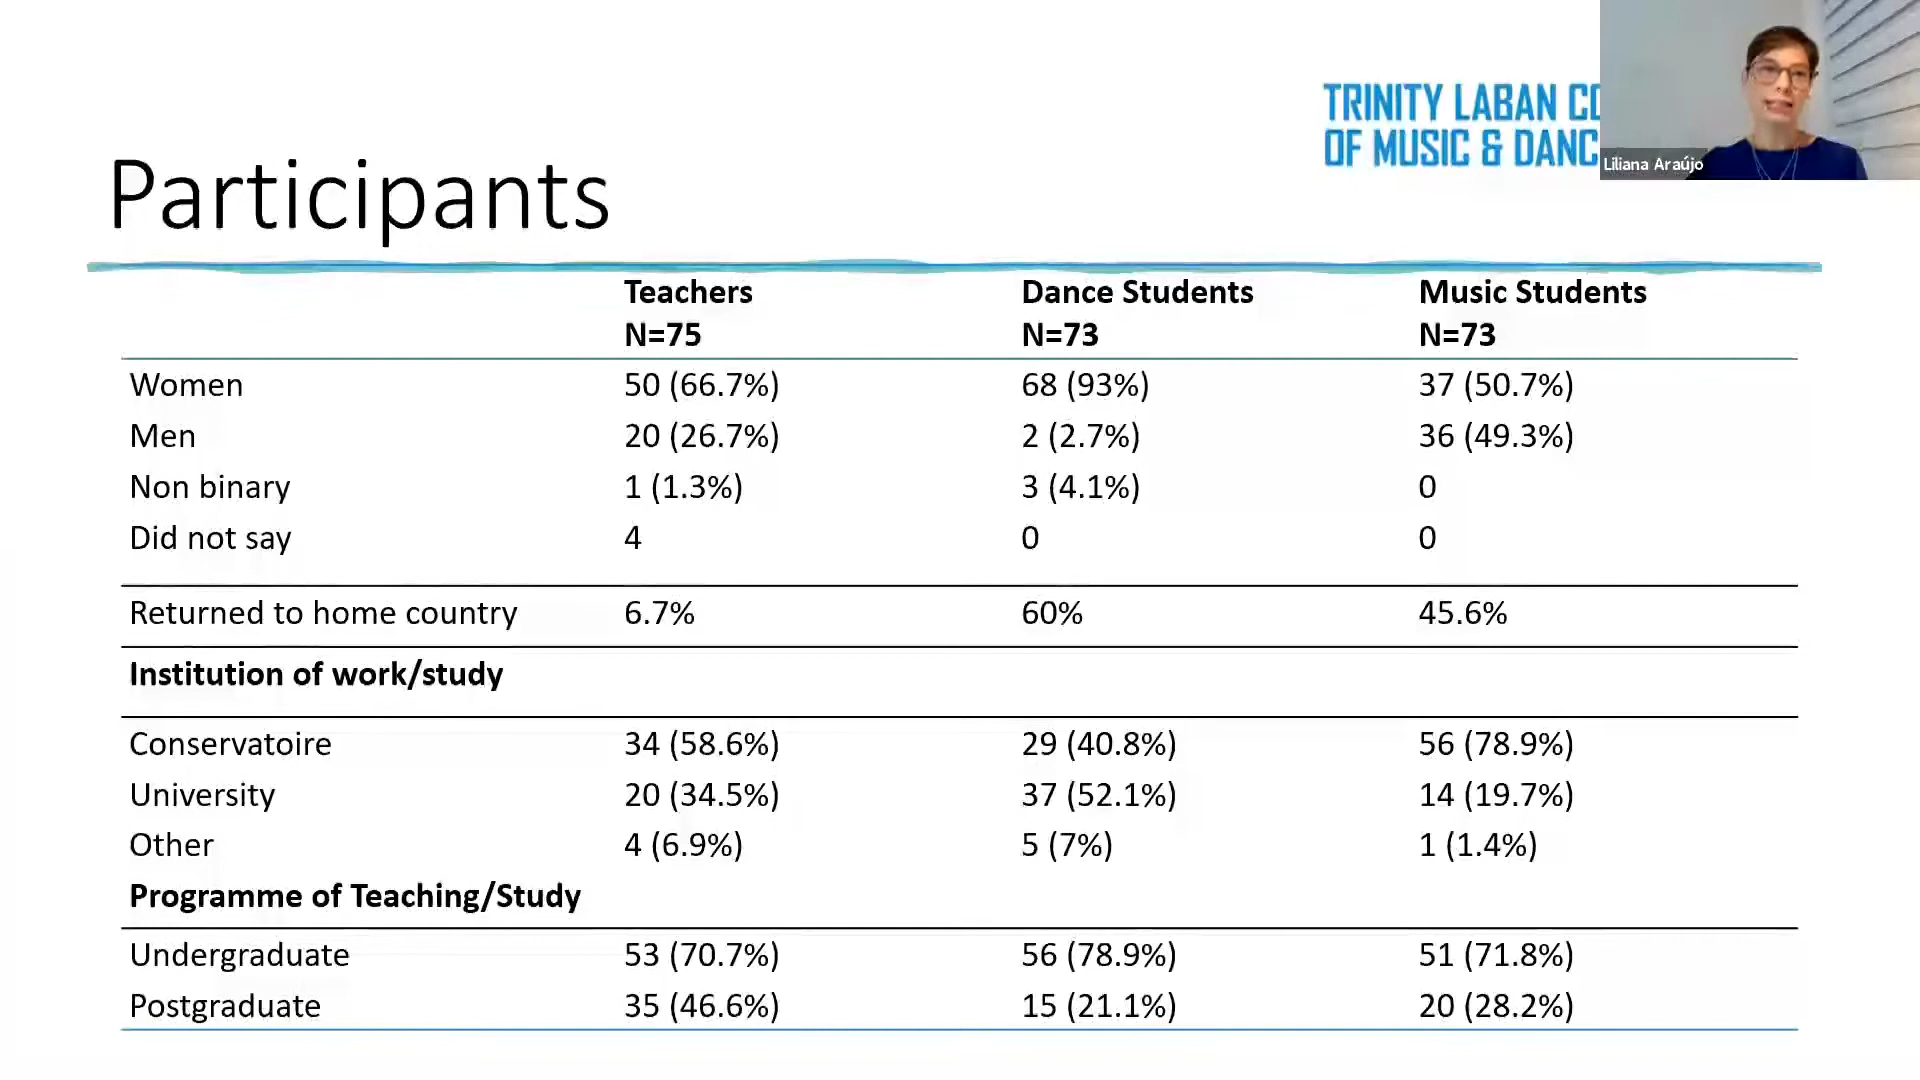 TRINITY LABAN CO
OF MUSIC & DANC
Liliana Araújo
Participants
Teachers Dance Students Music Students
N=75 N=73 N=73
Women 50 (66.7%) 68 (93%) 37 (50.7%)
Men 20 (26.7%) 2 (2.7%) 36 (49.3%)
Non binary 1 (1.3%) 3 (4.1%) 0
Did not say 4 0 0
Returned to home country 6.7% 60% 45.6%
Institution of work/study
Conservatoire 34 (58.6%) 29 (40.8%) 56 (78.9%)
University 20 (34.5%) 37 (52.1%) 14 (19.7%)
Other 4 (6.9%) 5 (7%) 1 (1.4%)
Programme of Teaching/Study
Undergraduate 53 (70.7%) 56 (78.9%) 51 (71.8%)
Postgraduate 35 (46.6%) 15 (21.1%) 20 (28.2%)